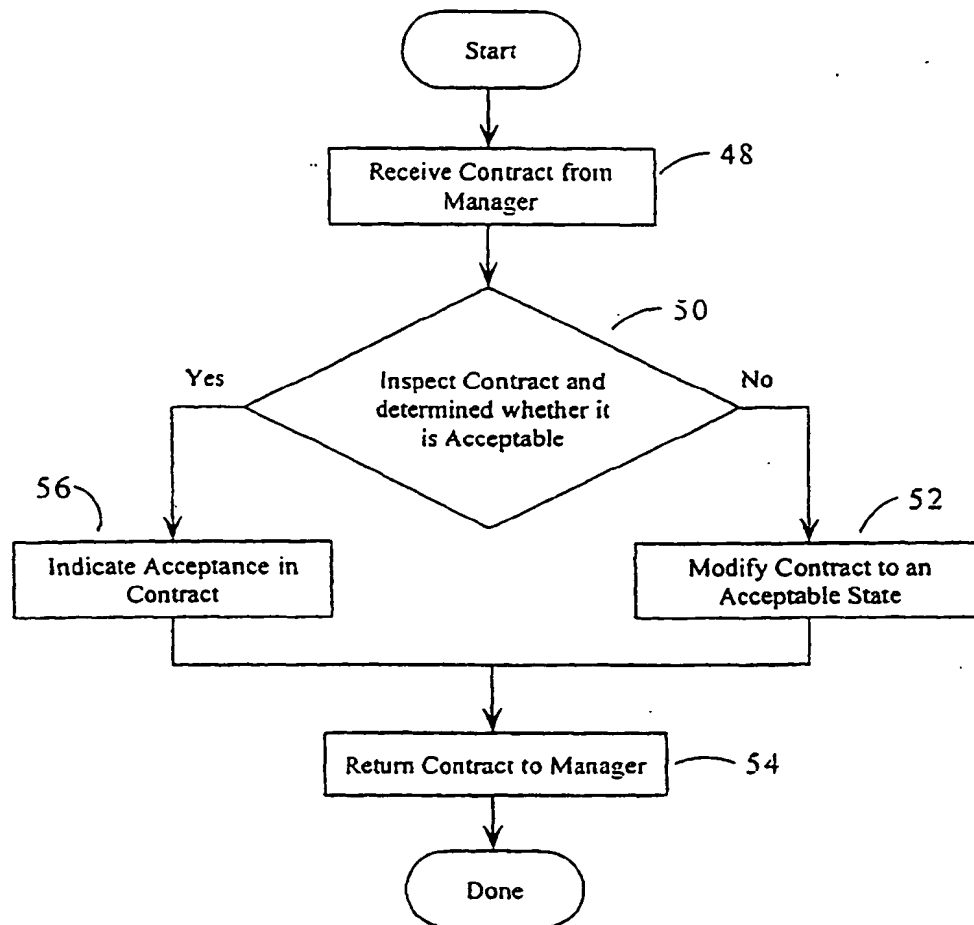 Start
Receive Contract from
Manager
48
50
Inspect Contract and
determined whether it
is Acceptable
Yes
No
56
52
Indicate Acceptance in
Contract
Modify Contract to an
Acceptable State
Return Contract to Manager
54
Done